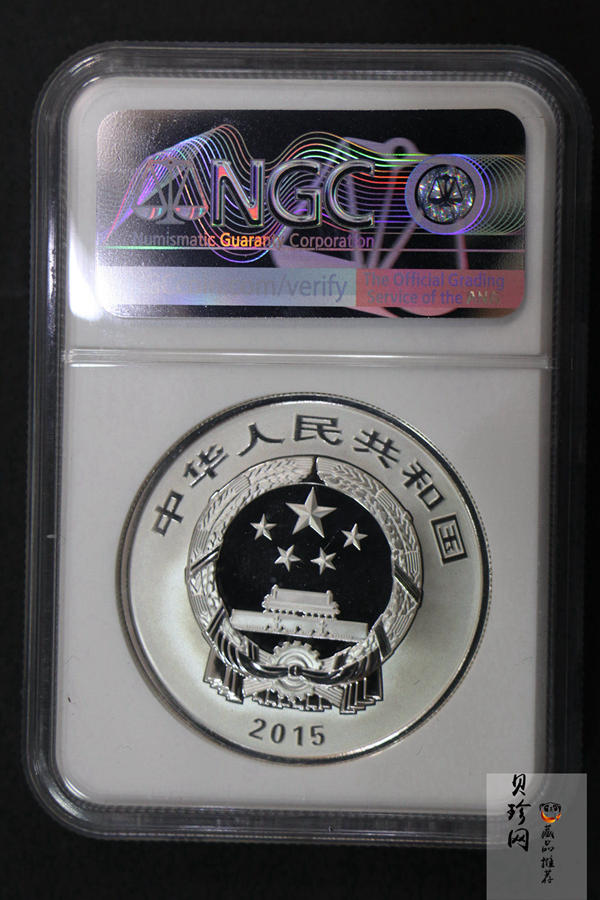 NGC
Numismatic Guaranty Corporation
com/verify
The Official Grading
Service of the ANA
中华人民共和国
2015
贝珍网
藏品推荐